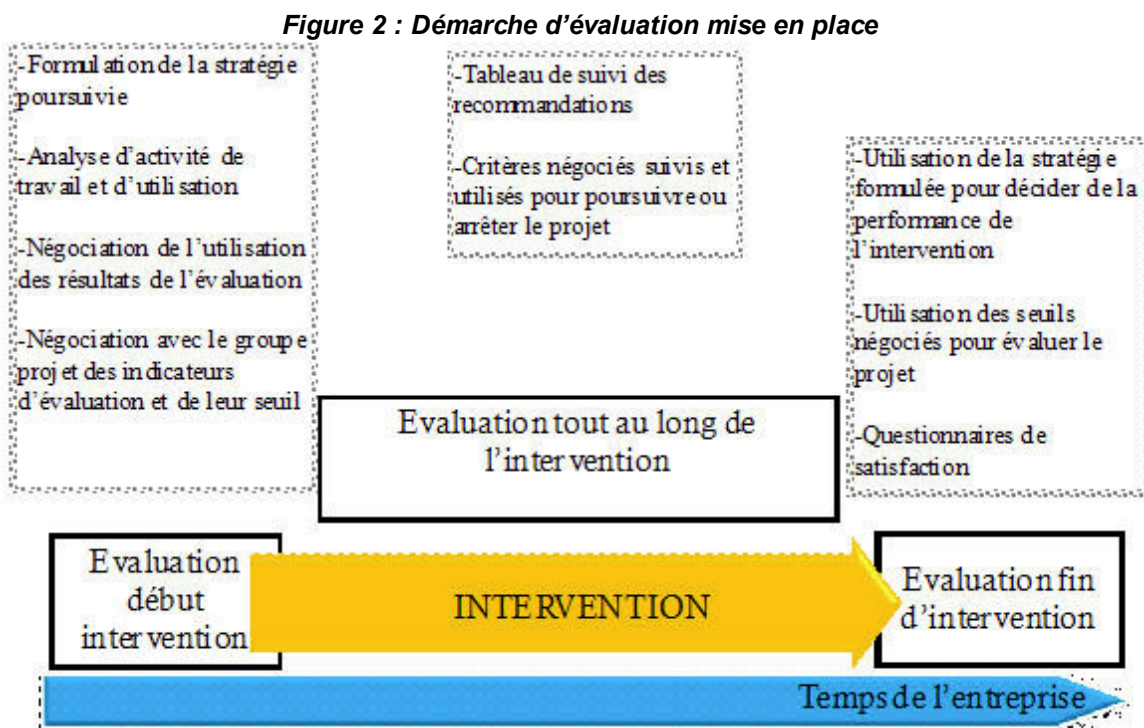 Figure 2 : Démarche d'évaluation mise en place
-Formulation de la stratégie
poursuivie
-Analyse d'activité de
travail et d'utilisation
-Négociation de l'utilisation
des résultats de l'évaluation
-Négociation avec le groupe
projet des indicateurs
d'évaluation et de leur seuil
-Tableau de suivi des
recommandations
-Critères négociés suivis et
utilisés pour poursuivre ou
arrêter le projet
-Utilisation de la stratégie
formulée pour décider de la
performance de
l'intervention
-Utilisation des seuils
négociés pour évaluer le
projet
-Questionnaires de
satisfaction
Evaluation tout au long de
l'intervention
Evaluation
début
intervention
INTERVENTION
Evaluation fin
d'intervention
Temps de l'entreprise